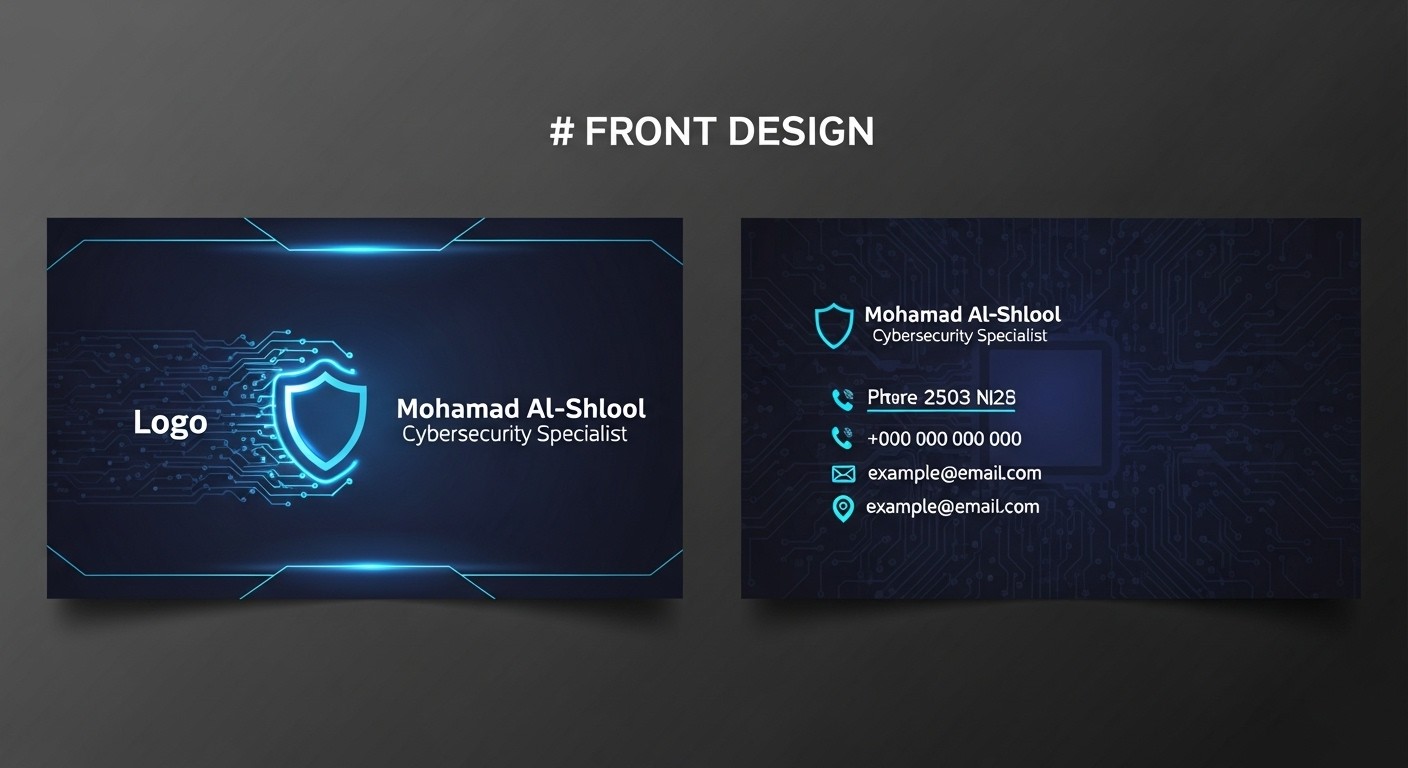 # FRONT DESIGN
Logo
Mohamad Al-Shlool
Cybersecurity Specialist
Mohamad Al-Shlool
Cybersecurity Specialist
2503 NI28
+000 000 000 000
example@email.com
example@email.com